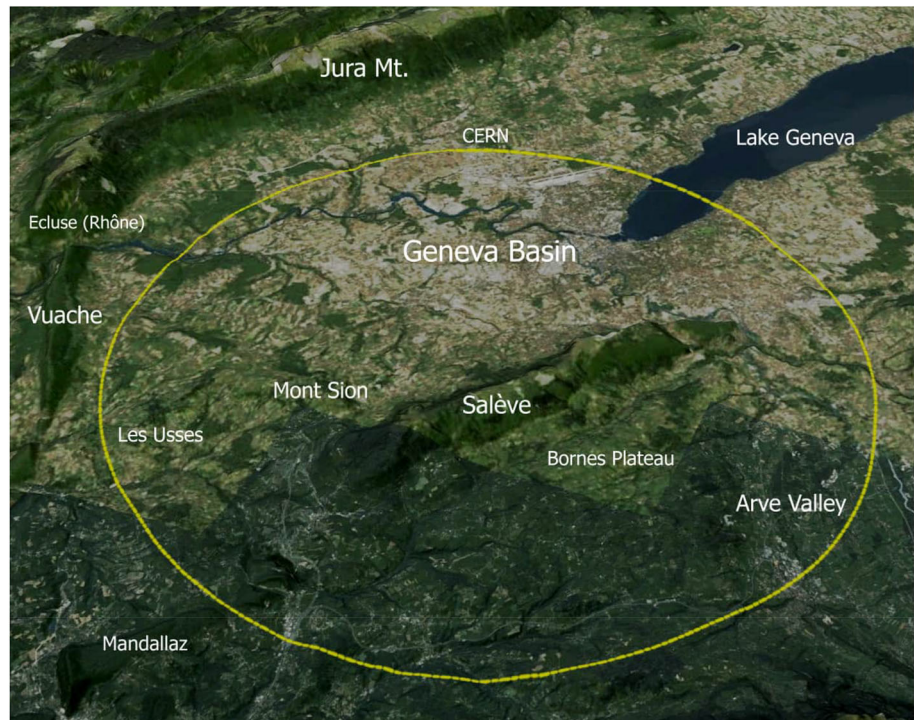 Jura Mt.
CERN
Lake Geneva
Ecluse (Rhône)
Geneva Basin
Vuache
Mont Sion
Salève
Les Usses
Bornes Plateau
Arve Valley
Mandallaz